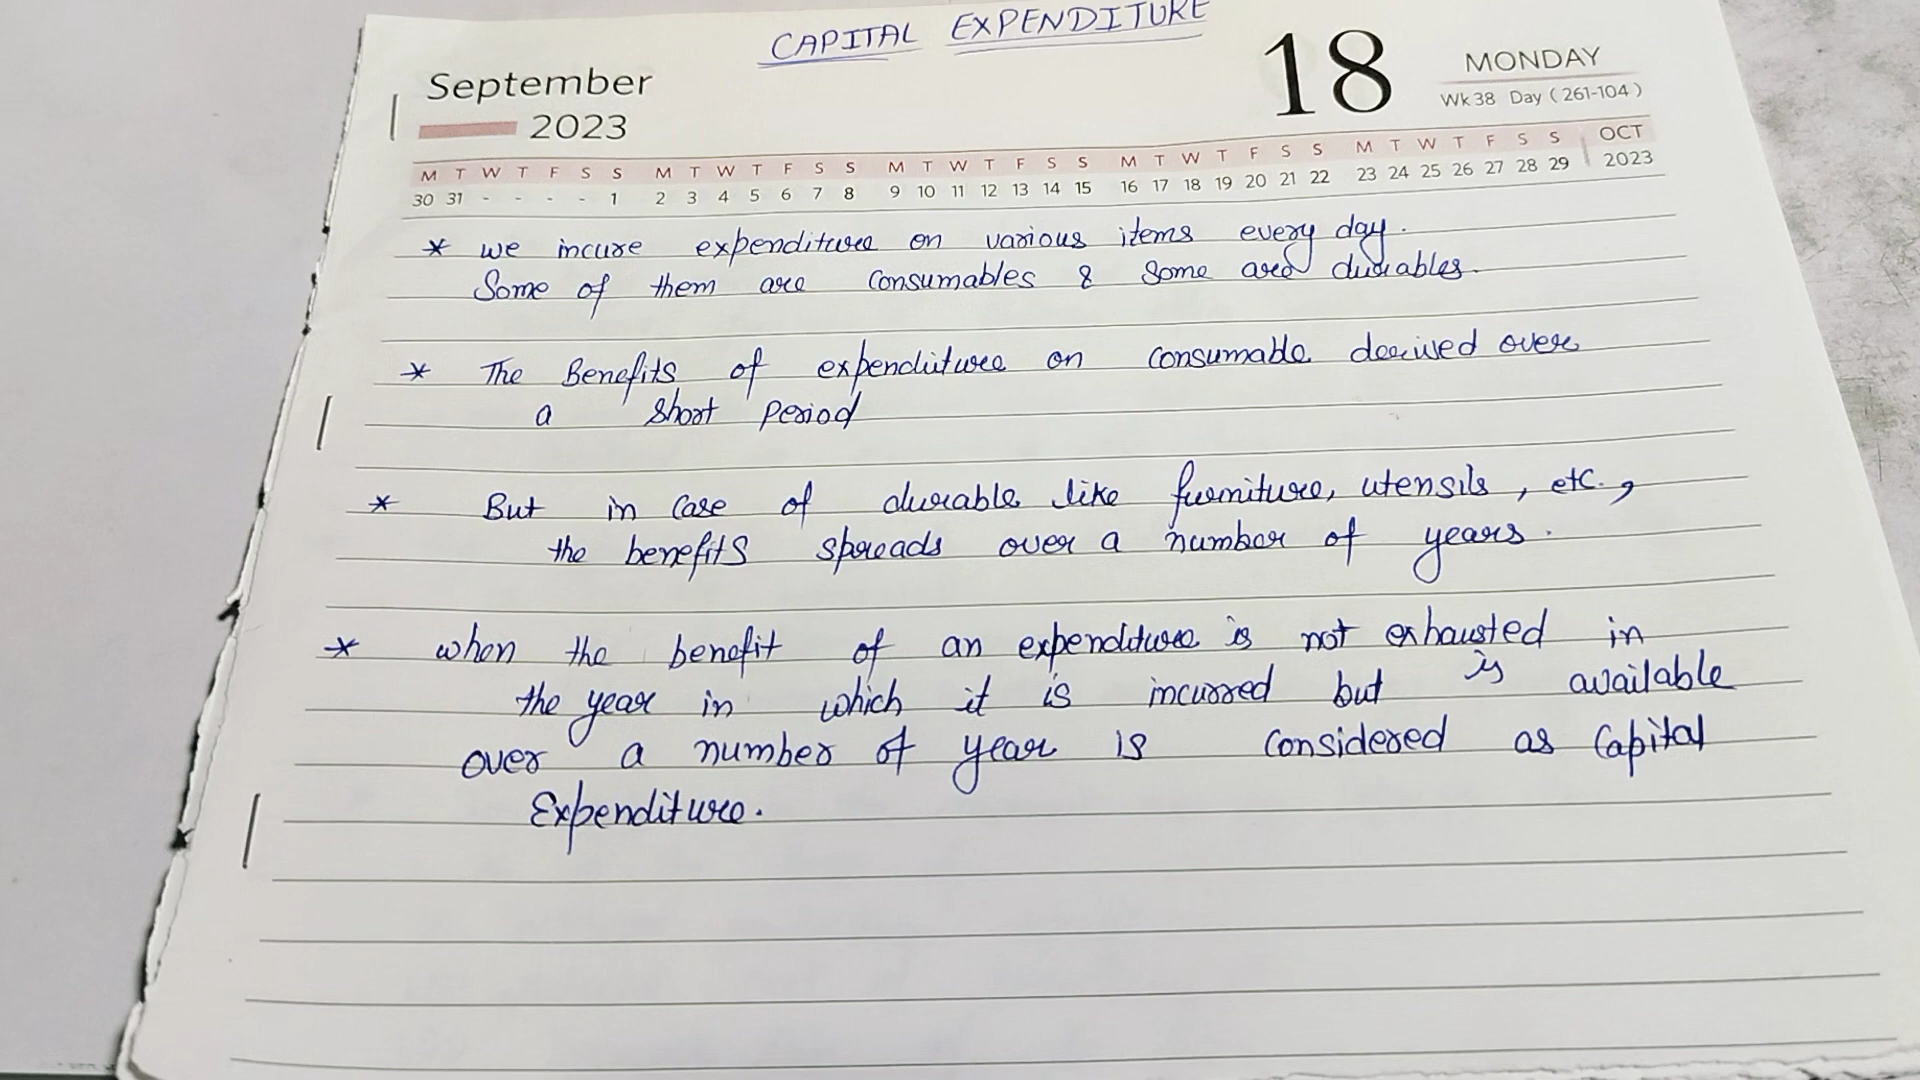 CAPITAL EXPENDITURE
September
2023
18
MONDAY
Wk 38 Day (261-104)
M T W T F S S M T W T F S S M T W T F S S M T W T F S S M T W T F S S OCT
30 31 - - - - 1 2 3 4 5 6 7 8 9 10 11 12 13 14 15 16 17 18 19 20 21 22 23 24 25 26 27 28 29 2023
* we incure expenditure on various items every day.
Some of them are Consumables & Some are durables.
* The Benefits of expenditure on Consumable derived over
a Short Period
* But in Case of durable like furniture, utensils, etc.,
the benefits spreads over a number of years.
* when the benefit of an expenditure is not exhausted in
the year in which it is incurred but is available
over a number of year is Considered as Capital
Expenditure.